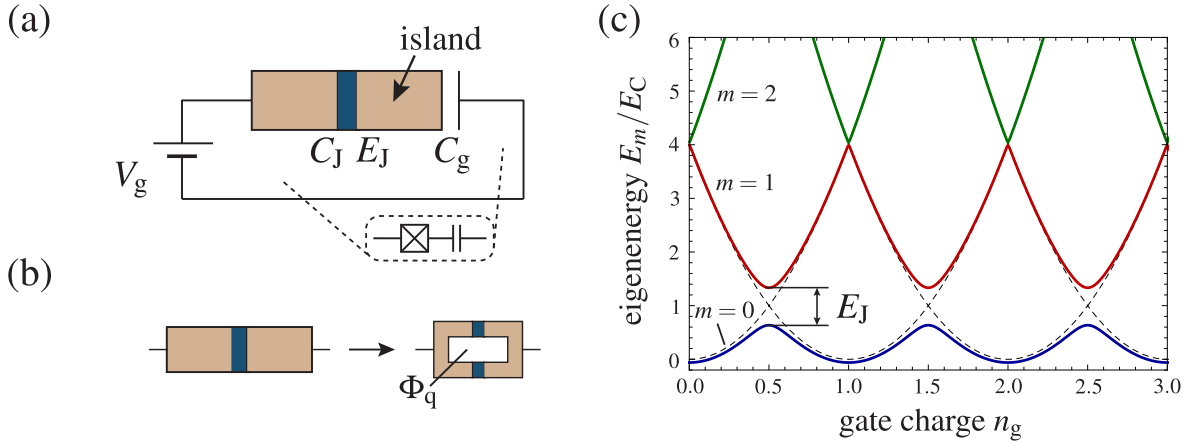 (a)
island
C_J E_J C_g
V_g
(b)
Φ_q
(c)
eigenenergy E_m/E_C
6
5
4
3
2
1
0
m = 2
m = 1
m = 0
E_J
0.0 0.5 1.0 1.5 2.0 2.5 3.0
gate charge n_g